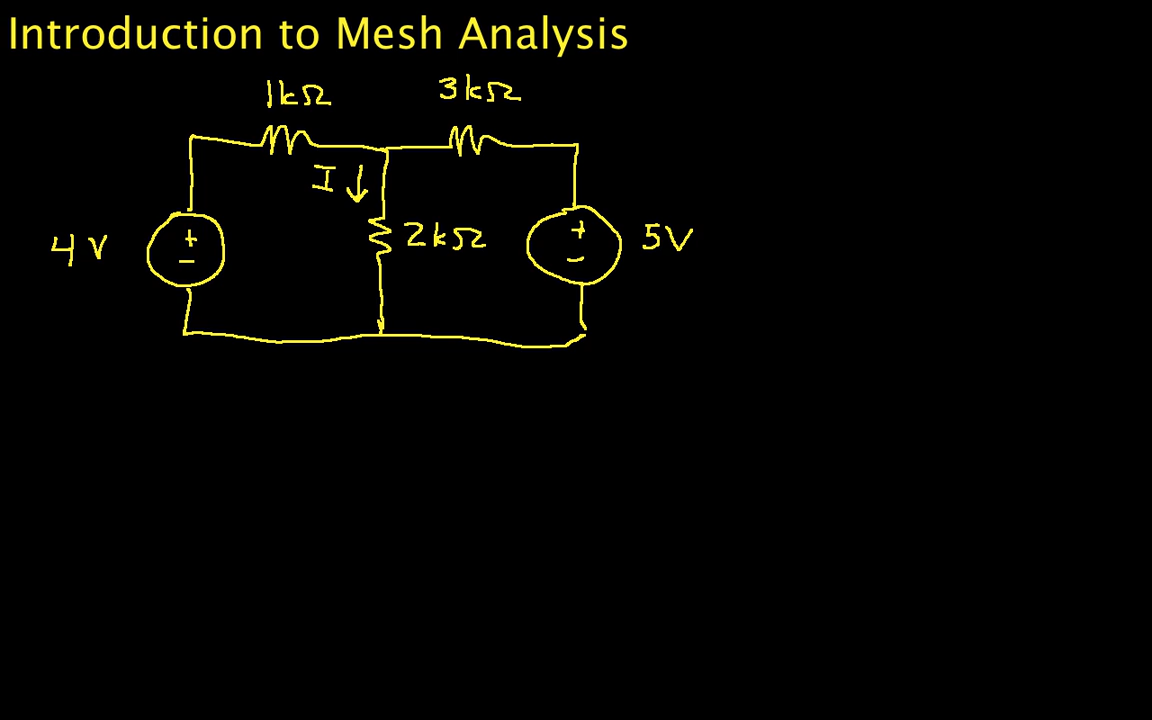 Introduction to Mesh Analysis
1kΩ 3kΩ
I ↓
4V + − 2kΩ + − 5V